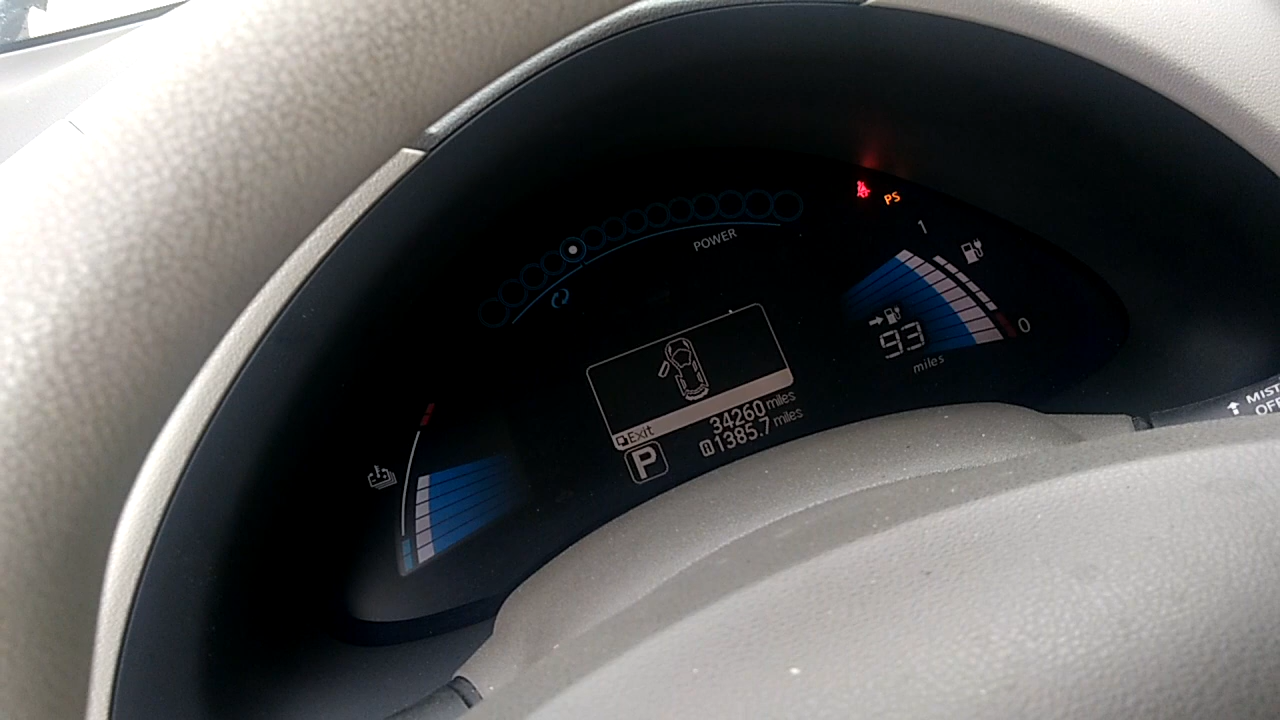 PS
1
POWER
0
93
miles
34260 miles
Exit
A 1385.7 miles
P
MIST
OFF